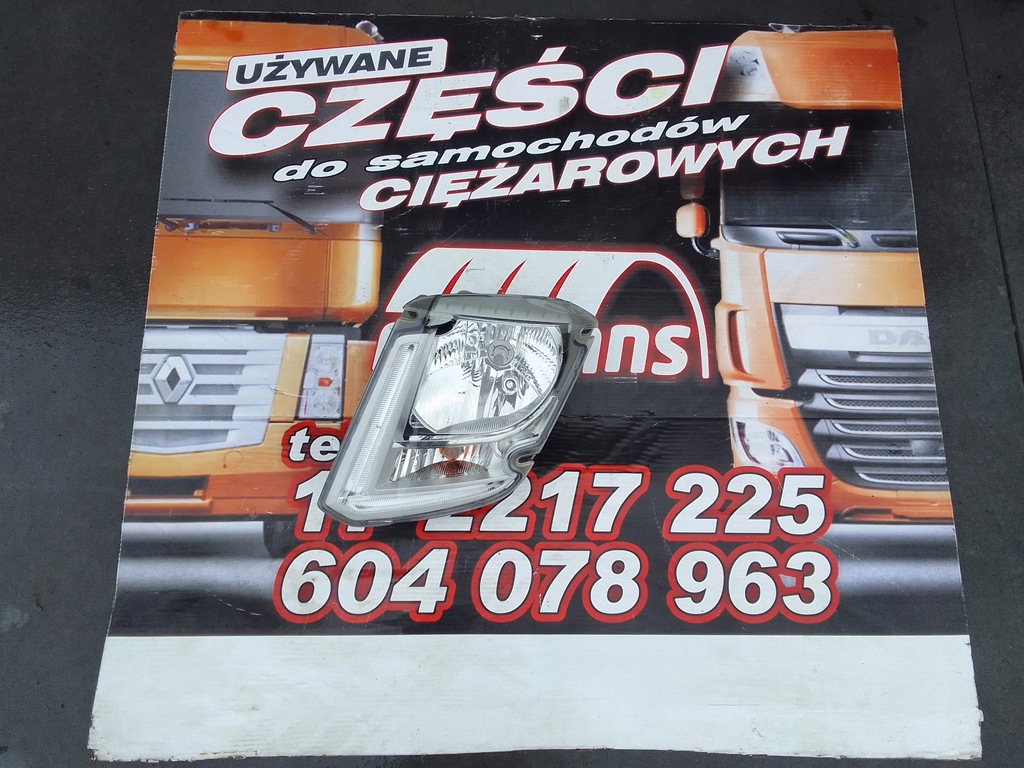 UŻYWANE
CZĘŚCI
do samochodów
CIĘŻAROWYCH
2217 225
604 078 963